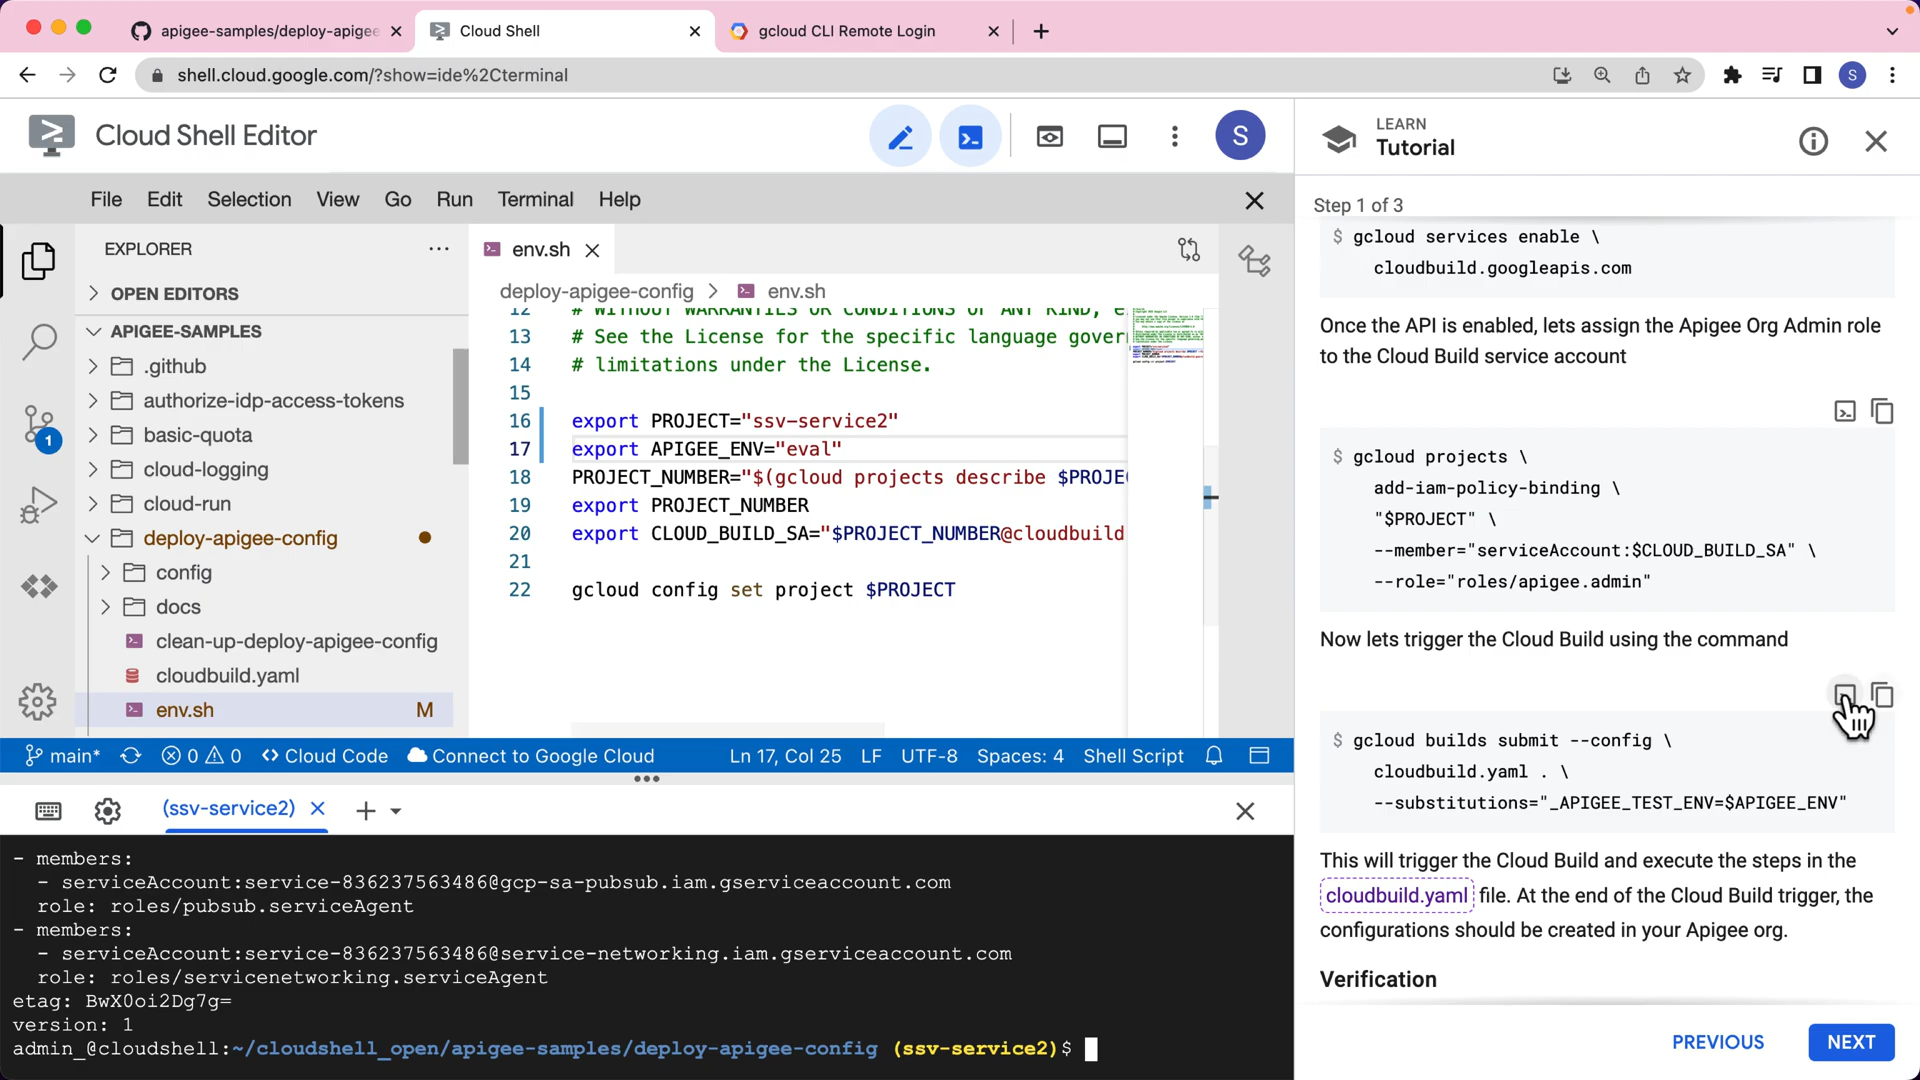 apigee-samples/deploy-apigee
Cloud Shell
gcloud CLI Remote Login
shell.cloud.google.com/?show=ide%2Cterminal
S
Cloud Shell Editor
S
LEARN
Tutorial
File Edit Selection View Go Run Terminal Help
Step 1 of 3
EXPLORER
env.sh
OPEN EDITORS
deploy-apigee-config > env.sh
APIGEE-SAMPLES
.github
authorize-idp-access-tokens
basic-quota
cloud-logging
cloud-run
deploy-apigee-config
config
docs
clean-up-deploy-apigee-config
cloudbuild.yaml
env.sh M
1
12 # WITHOUT WARRANTIES OR CONDITIONS OF ANY KIND, e
13 # See the License for the specific language gover
14 # limitations under the License.
15
16 export PROJECT="ssv-service2"
17 export APIGEE_ENV="eval"
18 PROJECT_NUMBER="$(gcloud projects describe $PROJE
19 export PROJECT_NUMBER
20 export CLOUD_BUILD_SA="$PROJECT_NUMBER@cloudbuild
21
22 gcloud config set project $PROJECT
main* 0 0 Cloud Code Connect to Google Cloud Ln 17, Col 25 LF UTF-8 Spaces: 4 Shell Script
(ssv-service2)
- members:
- serviceAccount:service-836237563486@gcp-sa-pubsub.iam.gserviceaccount.com
role: roles/pubsub.serviceAgent
- members:
- serviceAccount:service-836237563486@service-networking.iam.gserviceaccount.com
role: roles/servicenetworking.serviceAgent
etag: BwX0oi2Dg7g=
version: 1
admin_@cloudshell:~/cloudshell_open/apigee-samples/deploy-apigee-config (ssv-service2)$
$ gcloud services enable \
cloudbuild.googleapis.com
Once the API is enabled, lets assign the Apigee Org Admin role
to the Cloud Build service account
$ gcloud projects \
add-iam-policy-binding \
"$PROJECT" \
--member="serviceAccount:$CLOUD_BUILD_SA" \
--role="roles/apigee.admin"
Now lets trigger the Cloud Build using the command
$ gcloud builds submit --config \
cloudbuild.yaml . \
--substitutions="_APIGEE_TEST_ENV=$APIGEE_ENV"
This will trigger the Cloud Build and execute the steps in the
cloudbuild.yaml file. At the end of the Cloud Build trigger, the
configurations should be created in your Apigee org.
Verification
PREVIOUS NEXT